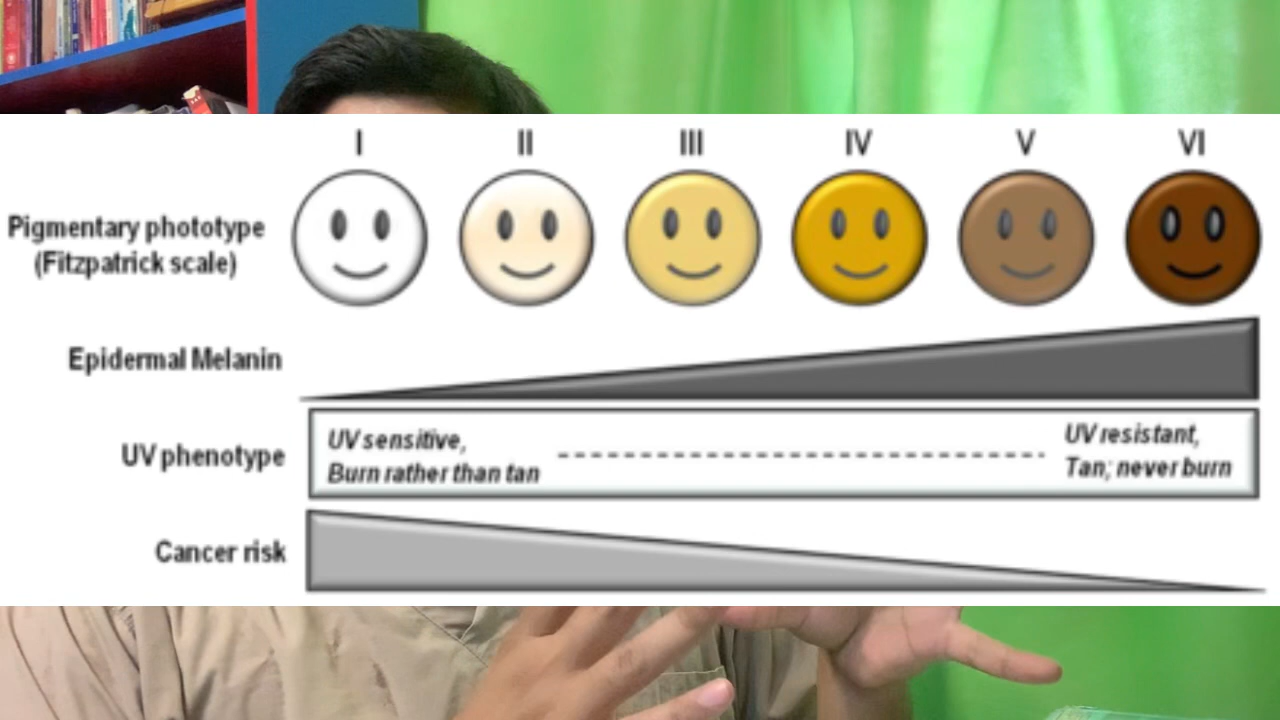 I II III IV V VI
Pigmentary phototype
(Fitzpatrick scale)
Epidermal Melanin
UV phenotype
UV sensitive,
Burn rather than tan
UV resistant,
Tan; never burn
Cancer risk